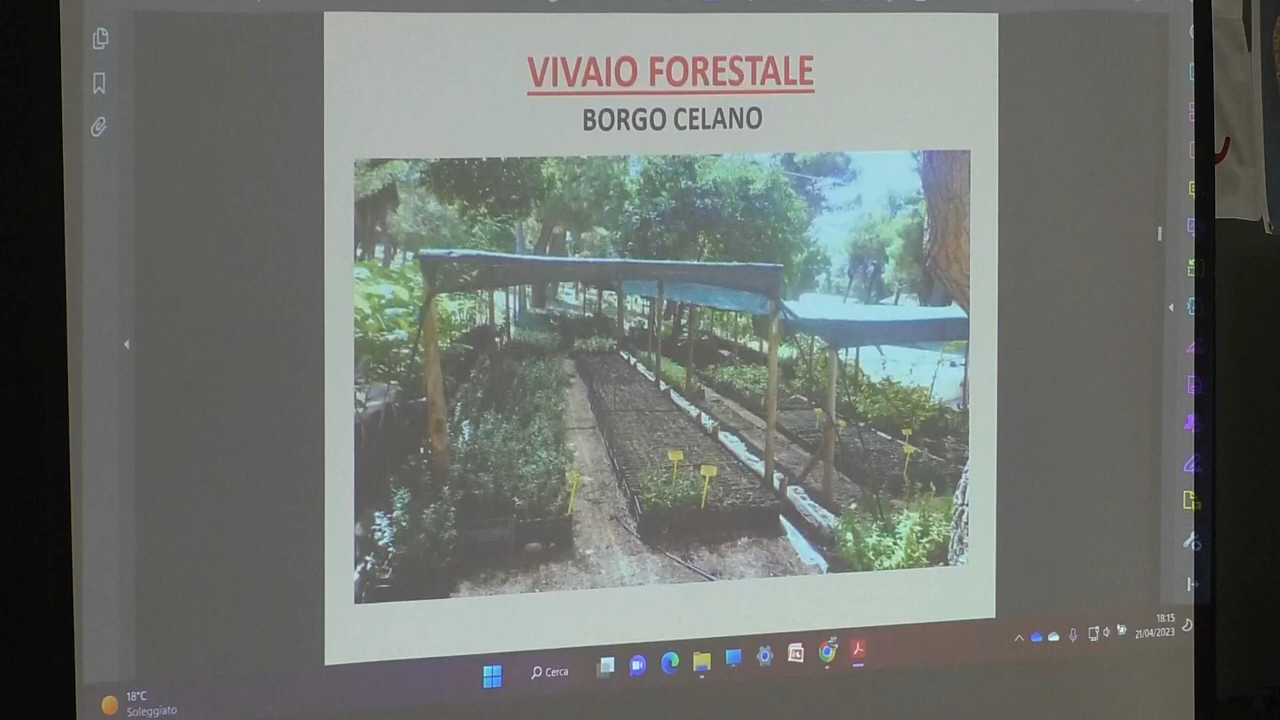 VIVAIO FORESTALE
BORGO CELANO
18:15
21/04/2023
Cerca
18°C
Soleggiato